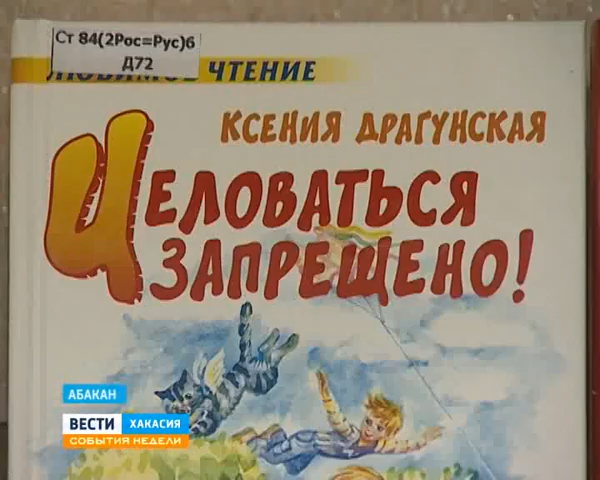 Ст 84(2Рос=Рус)6
Д72
ЧТЕНИЕ
КСЕНИЯ ДРАГУНСКАЯ
ЦЕЛОВАТЬСЯ
ЗАПРЕЩЕНО!
АБАКАН
ВЕСТИ ХАКАСИЯ
СОБЫТИЯ НЕДЕЛИ